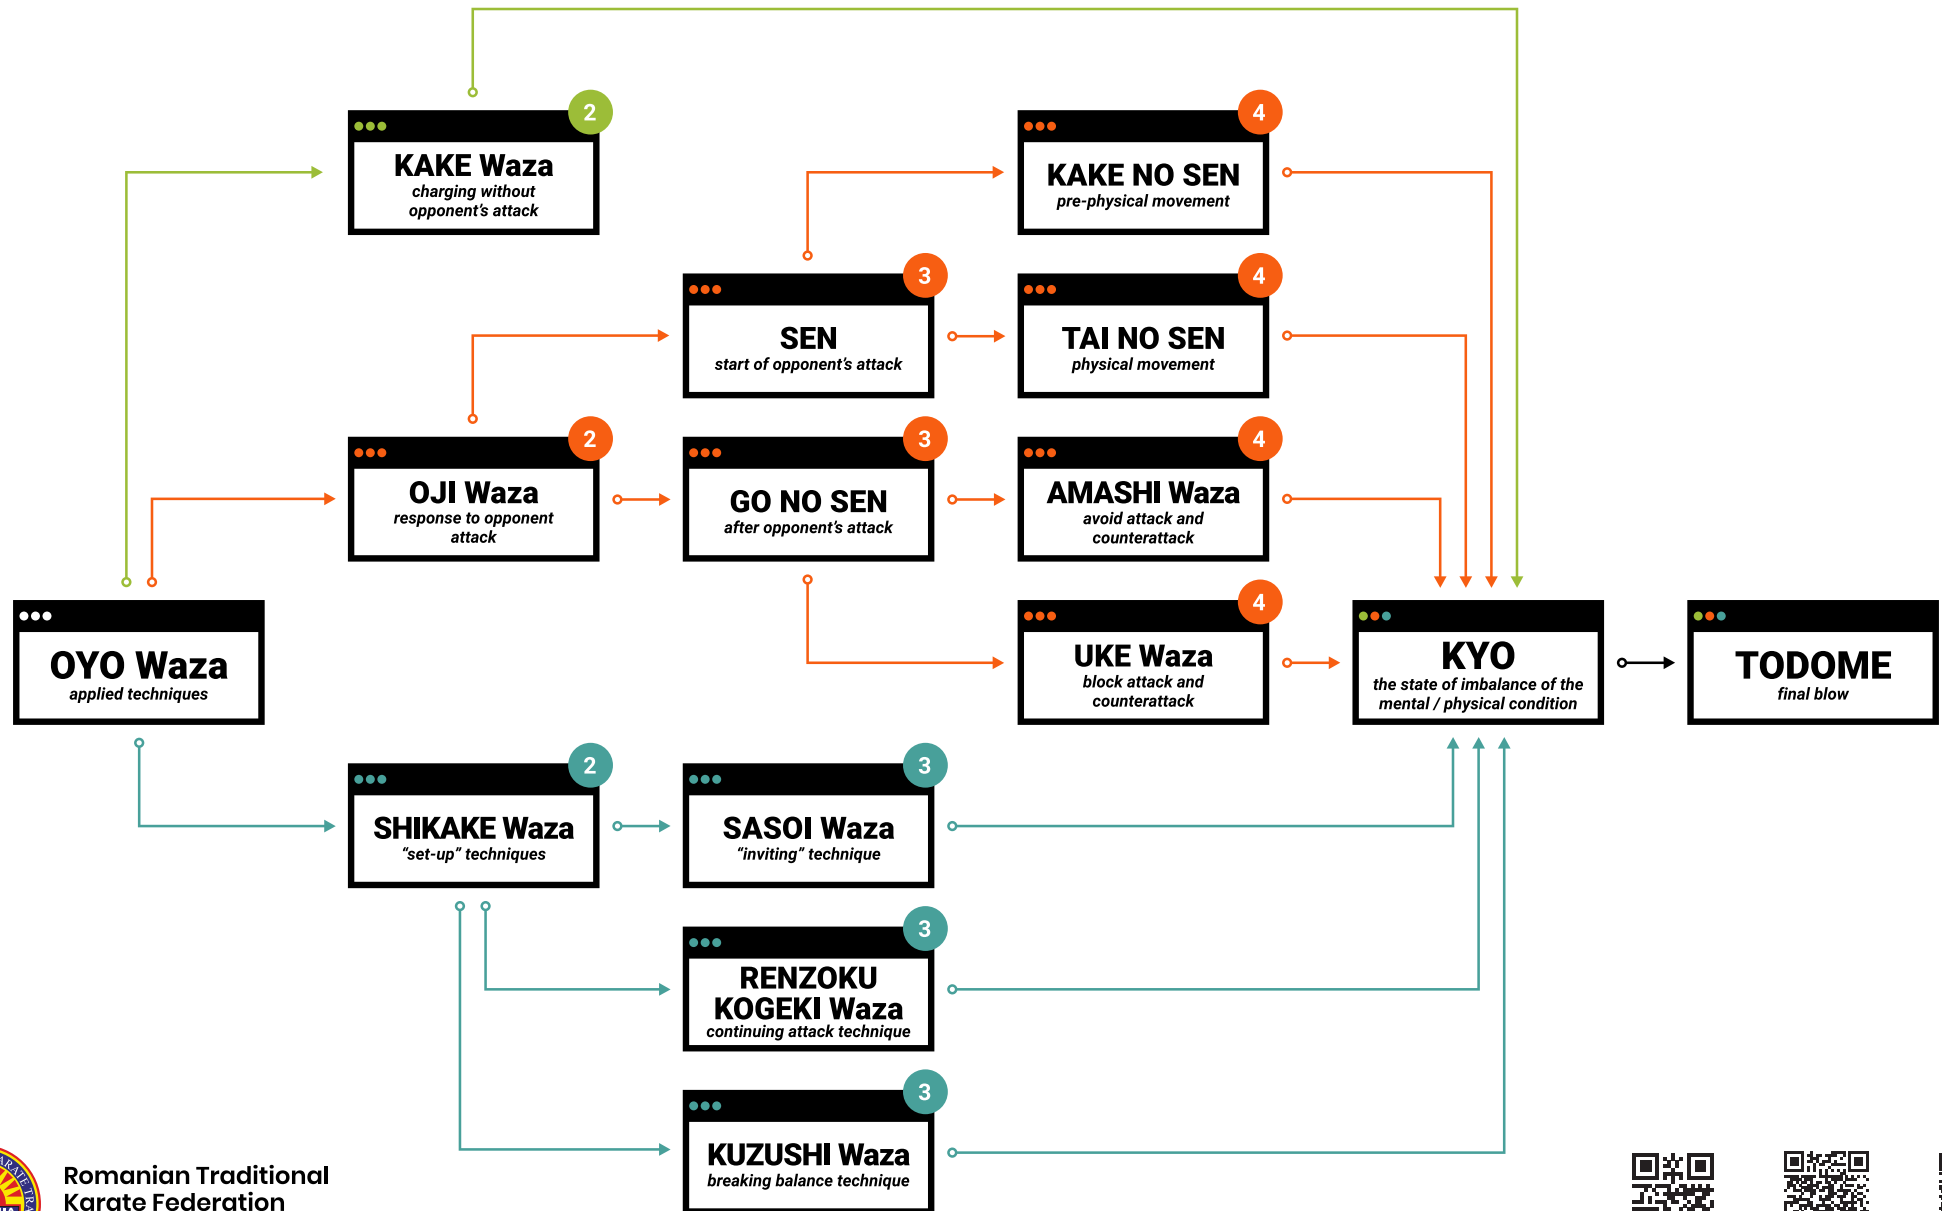 2
KAKE Waza
charging without
opponent's attack
4
KAKE NO SEN
pre-physical movement
3
SEN
start of opponent's attack
4
TAI NO SEN
physical movement
2
OJI Waza
response to opponent
attack
3
GO NO SEN
after opponent's attack
4
AMASHI Waza
avoid attack and
counterattack
OYO Waza
applied techniques
4
UKE Waza
block attack and
counterattack
KYO
the state of imbalance of the
mental / physical condition
TODOME
final blow
2
SHIKAKE Waza
“set-up” techniques
3
SASOI Waza
“inviting” technique
3
RENZOKU
KOGEKI Waza
continuing attack technique
3
KUZUSHI Waza
breaking balance technique
Romanian Traditional
Karate Federation